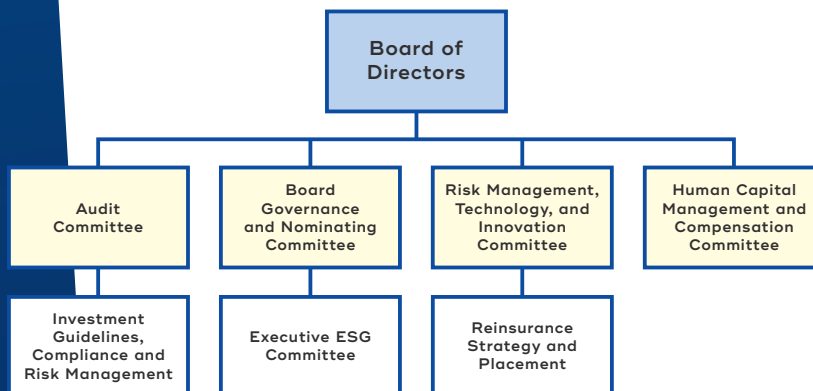 Board of
Directors
Audit
Committee
Board
Governance
and Nominating
Committee
Risk Management,
Technology, and
Innovation
Committee
Human Capital
Management and
Compensation
Committee
Investment
Guidelines,
Compliance and
Risk Management
Executive ESG
Committee
Reinsurance
Strategy and
Placement